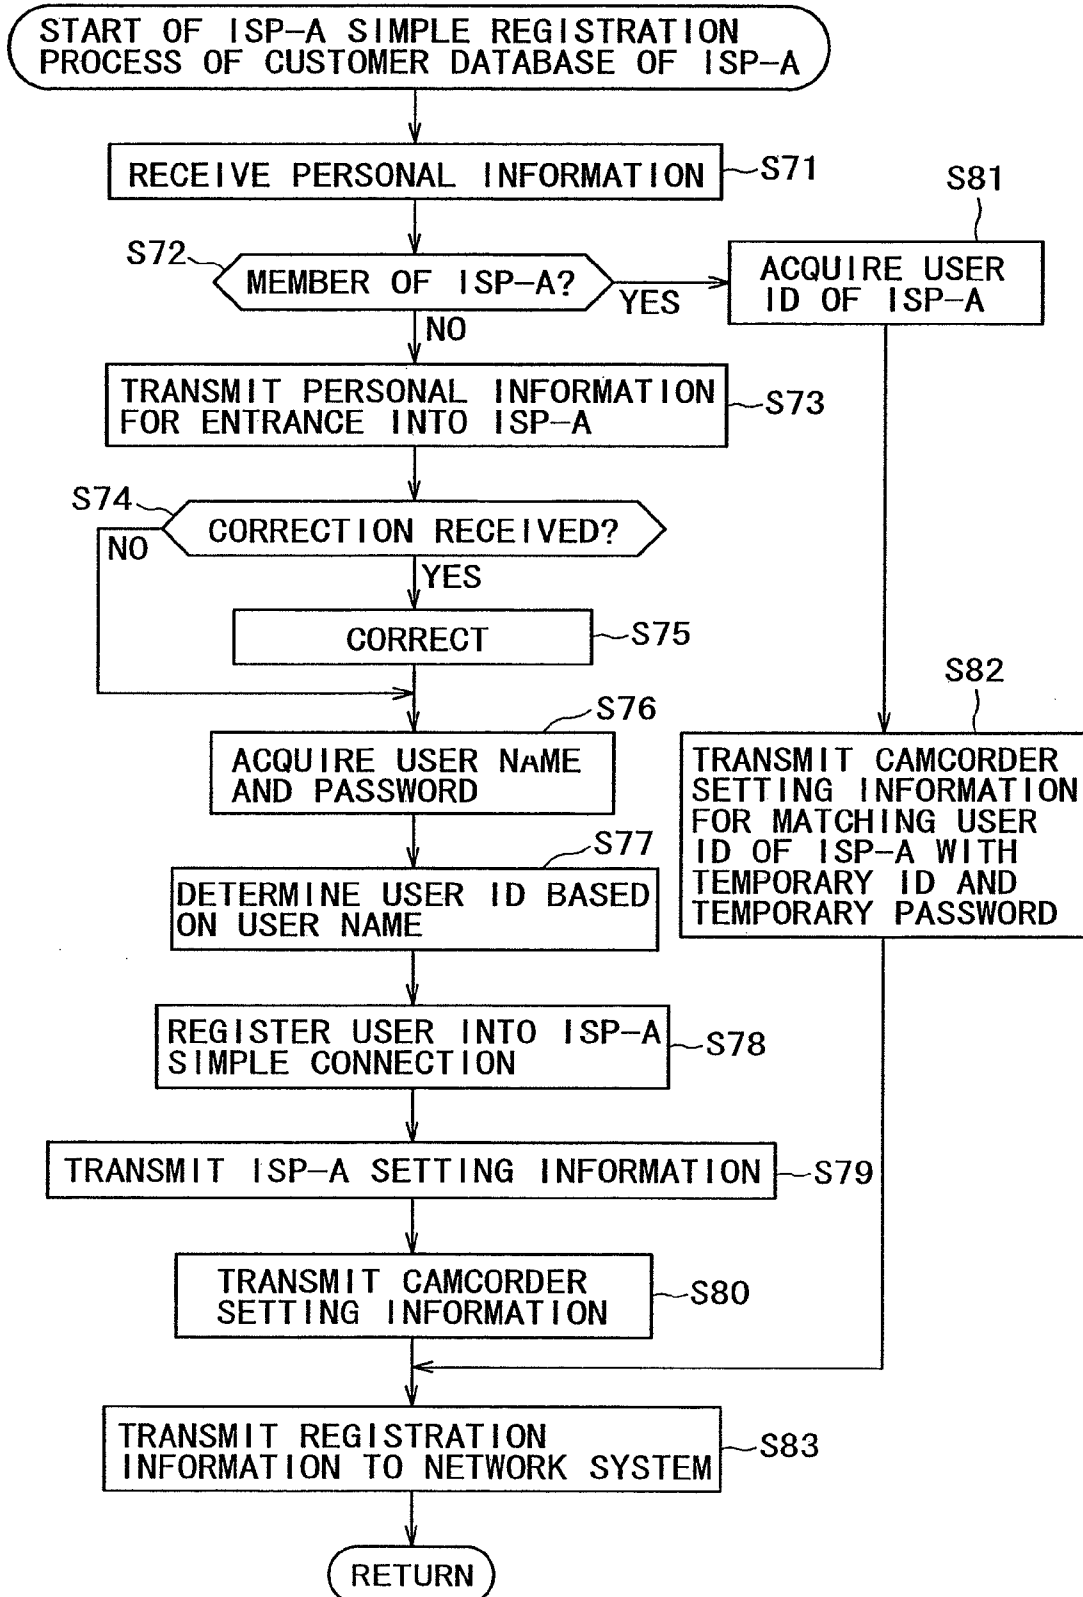 START OF ISP-A SIMPLE REGISTRATION
PROCESS OF CUSTOMER DATABASE OF ISP-A
RECEIVE PERSONAL INFORMATION
S71
S72
MEMBER OF ISP-A?
YES
NO
S81
ACQUIRE USER
ID OF ISP-A
TRANSMIT PERSONAL INFORMATION
FOR ENTRANCE INTO ISP-A
S73
S74
CORRECTION RECEIVED?
NO
YES
CORRECT
S75
S76
ACQUIRE USER NAME
AND PASSWORD
S82
TRANSMIT CAMCORDER
SETTING INFORMATION
FOR MATCHING USER
ID OF ISP-A WITH
TEMPORARY ID AND
TEMPORARY PASSWORD
S77
DETERMINE USER ID BASED
ON USER NAME
REGISTER USER INTO ISP-A
SIMPLE CONNECTION
S78
TRANSMIT ISP-A SETTING INFORMATION
S79
TRANSMIT CAMCORDER
SETTING INFORMATION
S80
TRANSMIT REGISTRATION
INFORMATION TO NETWORK SYSTEM
S83
RETURN